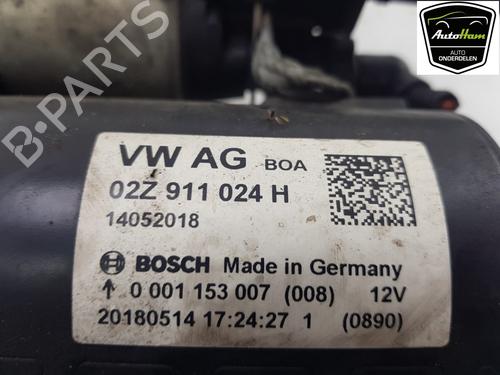 AutoHam
AUTO
ONDERDELEN
B-PARTS
VW AG BOA
02Z 911 024 H
14052018
BOSCH Made in Germany
↑ 0 001 153 007 (008) 12V
20180514 17:24:27 1 (0890)